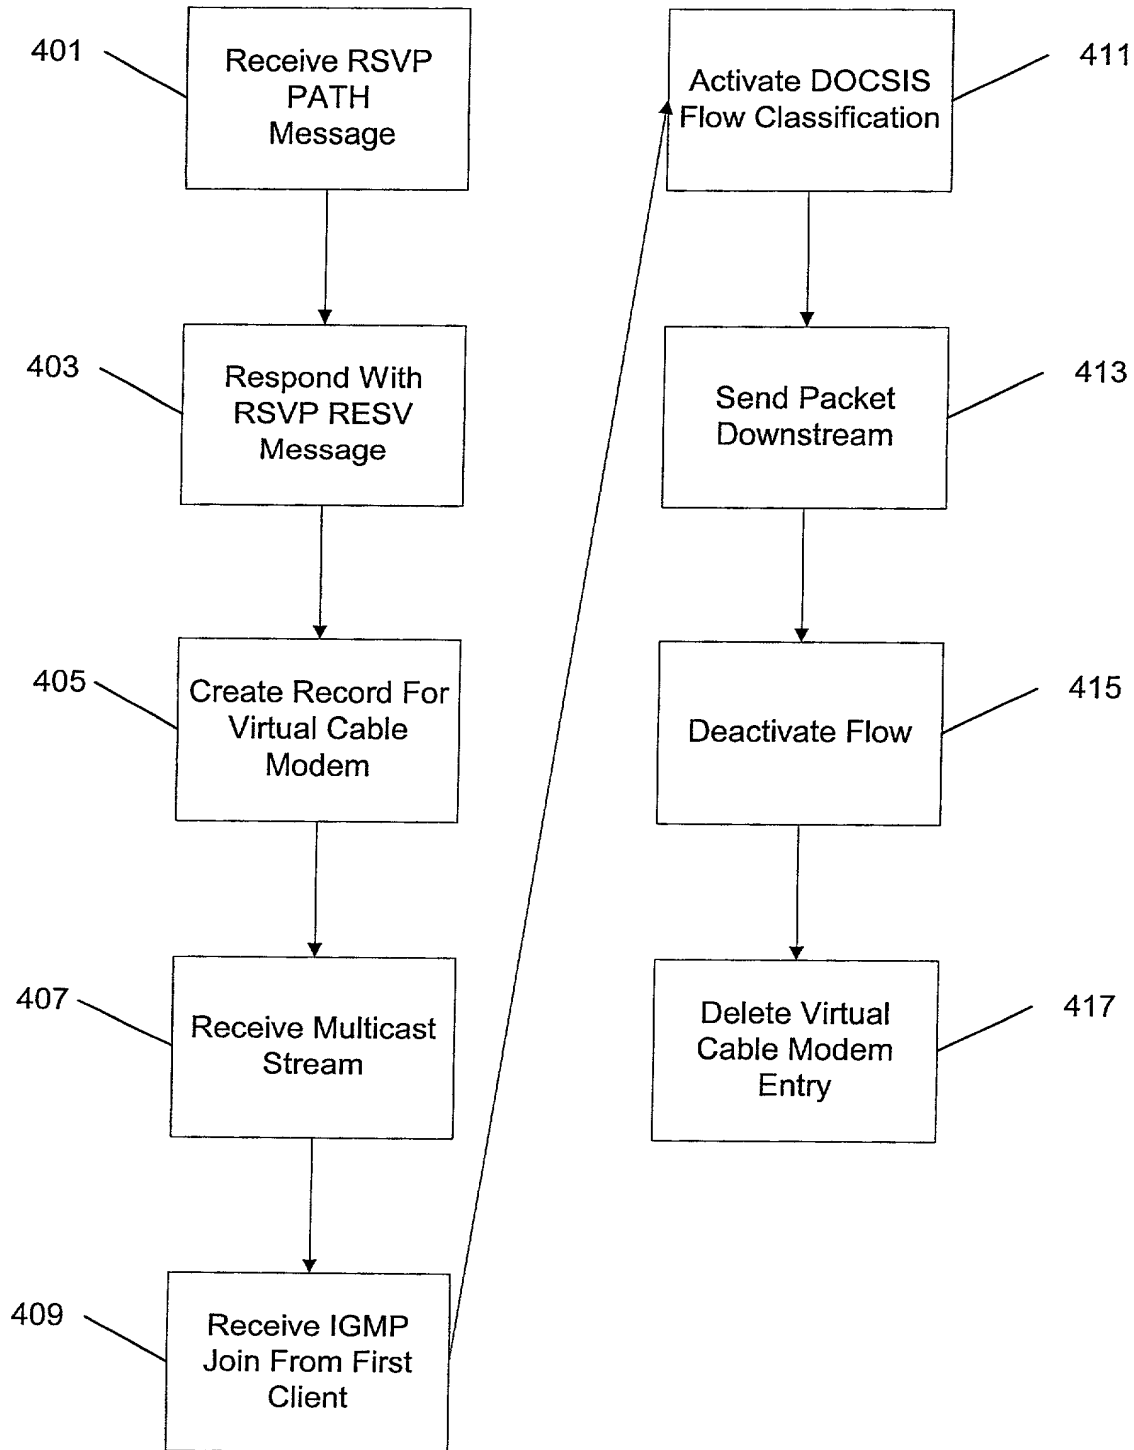 401
Receive RSVP
PATH
Message
403
Respond With
RSVP RESV
Message
405
Create Record For
Virtual Cable
Modem
407
Receive Multicast
Stream
409
Receive IGMP
Join From First
Client
Activate DOCSIS
Flow Classification
411
Send Packet
Downstream
413
Deactivate Flow
415
Delete Virtual
Cable Modem
Entry
417